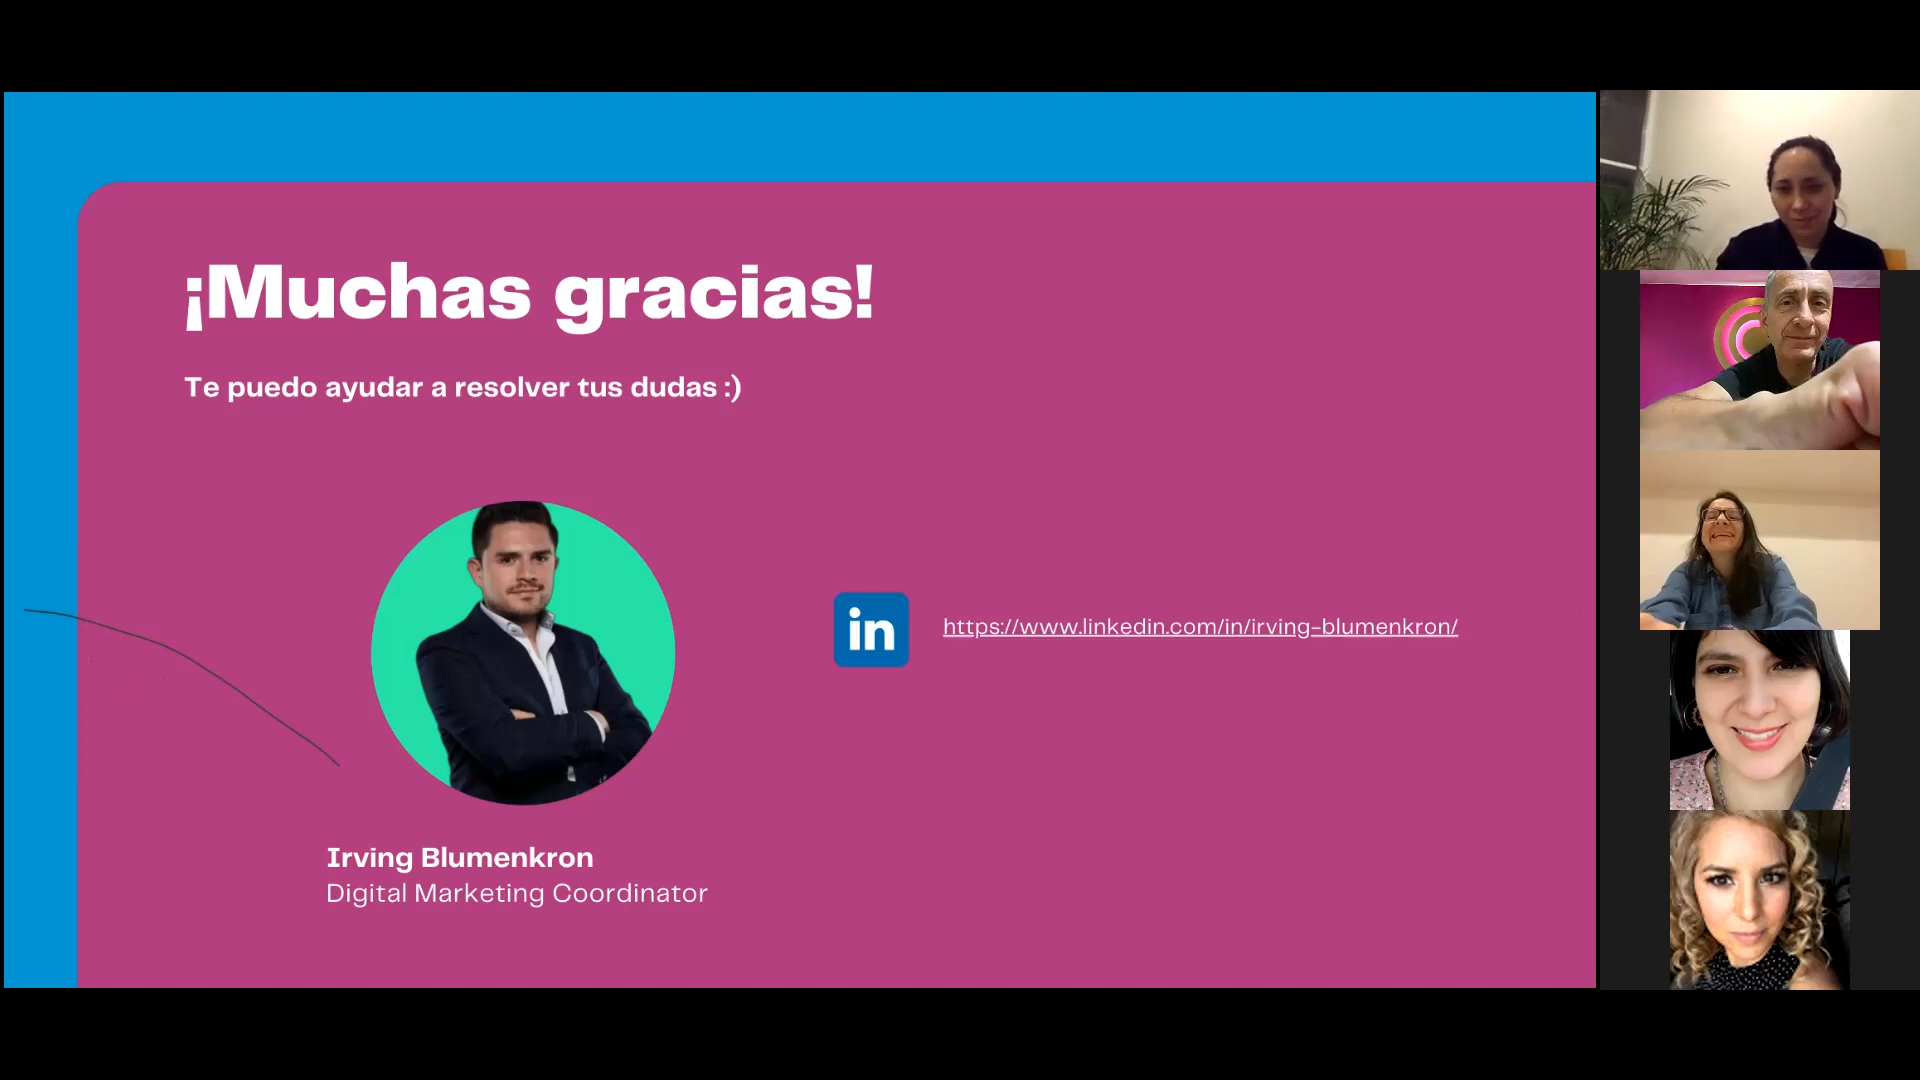 ¡Muchas gracias!
Te puedo ayudar a resolver tus dudas :)
in
https://www.linkedin.com/in/irving-blumenkron/
Irving Blumenkron
Digital Marketing Coordinator